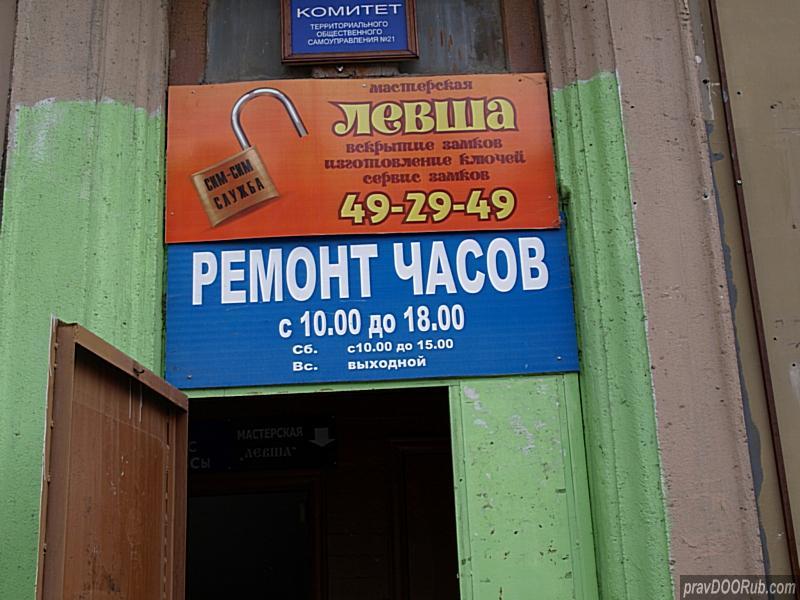 КОМИТЕТ
ТЕРРИТОРИАЛЬНОГО
ОБЩЕСТВЕННОГО
САМОУПРАВЛЕНИЯ №21
мастерская
ЛЕВША
вскрытие замков
изготовление ключей
сервис замков
49-29-49
СИМ-СИМ
СЛУЖБА
РЕМОНТ ЧАСОВ
с 10.00 до 18.00
Сб. с10.00 до 15.00
Вс. выходной
МАСТЕРСКАЯ
„ЛЕВША”
pravDOORub.com